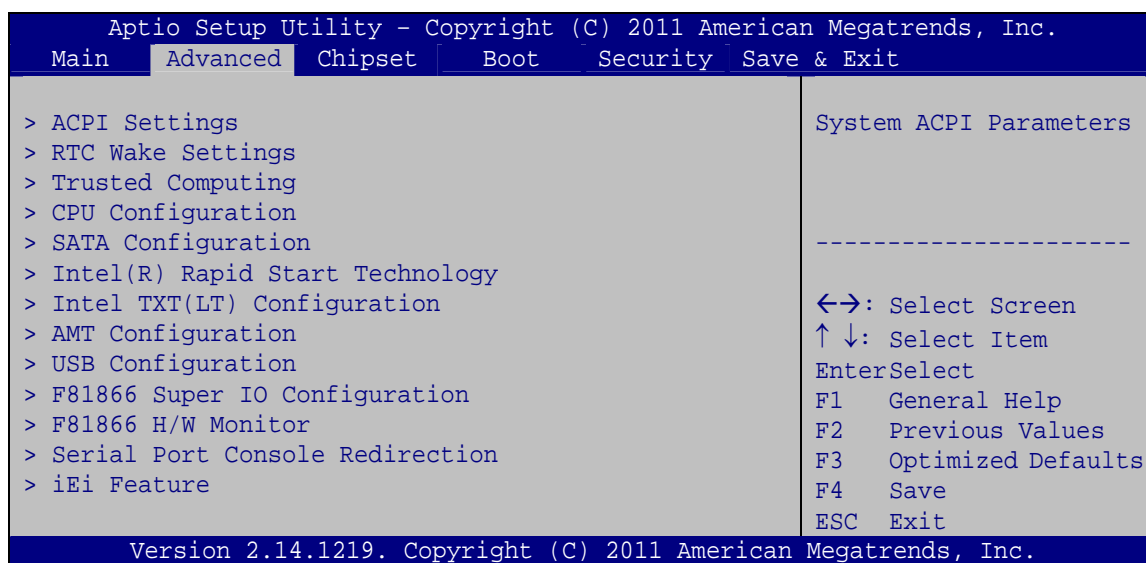 Aptio Setup Utility – Copyright (C) 2011 American Megatrends, Inc.
Main Advanced Chipset Boot Security Save & Exit
> ACPI Settings
> RTC Wake Settings
> Trusted Computing
> CPU Configuration
> SATA Configuration
> Intel(R) Rapid Start Technology
> Intel TXT(LT) Configuration
> AMT Configuration
> USB Configuration
> F81866 Super IO Configuration
> F81866 H/W Monitor
> Serial Port Console Redirection
> iEi Feature
System ACPI Parameters
----------------------
←→: Select Screen
↑ ↓: Select Item
EnterSelect
F1 General Help
F2 Previous Values
F3 Optimized Defaults
F4 Save
ESC Exit
Version 2.14.1219. Copyright (C) 2011 American Megatrends, Inc.